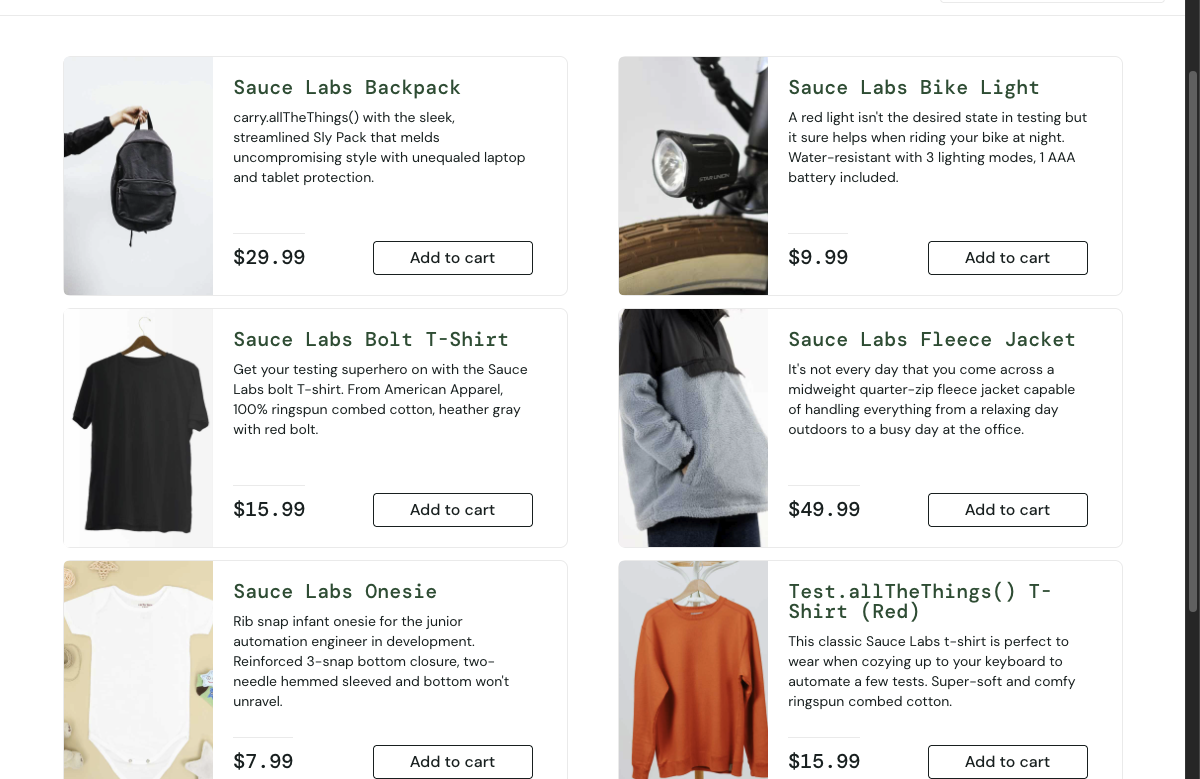 Sauce Labs Backpack
carry.allTheThings() with the sleek,
streamlined Sly Pack that melds
uncompromising style with unequaled laptop
and tablet protection.
$29.99
Add to cart
Sauce Labs Bike Light
A red light isn't the desired state in testing but
it sure helps when riding your bike at night.
Water-resistant with 3 lighting modes, 1 AAA
battery included.
$9.99
Add to cart
Sauce Labs Bolt T-Shirt
Get your testing superhero on with the Sauce
Labs bolt T-shirt. From American Apparel,
100% ringspun combed cotton, heather gray
with red bolt.
$15.99
Add to cart
Sauce Labs Fleece Jacket
It's not every day that you come across a
midweight quarter-zip fleece jacket capable
of handling everything from a relaxing day
outdoors to a busy day at the office.
$49.99
Add to cart
Sauce Labs Onesie
Rib snap infant onesie for the junior
automation engineer in development.
Reinforced 3-snap bottom closure, two-
needle hemmed sleeved and bottom won't
unravel.
$7.99
Add to cart
Test.allTheThings() T-
Shirt (Red)
This classic Sauce Labs t-shirt is perfect to
wear when cozying up to your keyboard to
automate a few tests. Super-soft and comfy
ringspun combed cotton.
$15.99
Add to cart